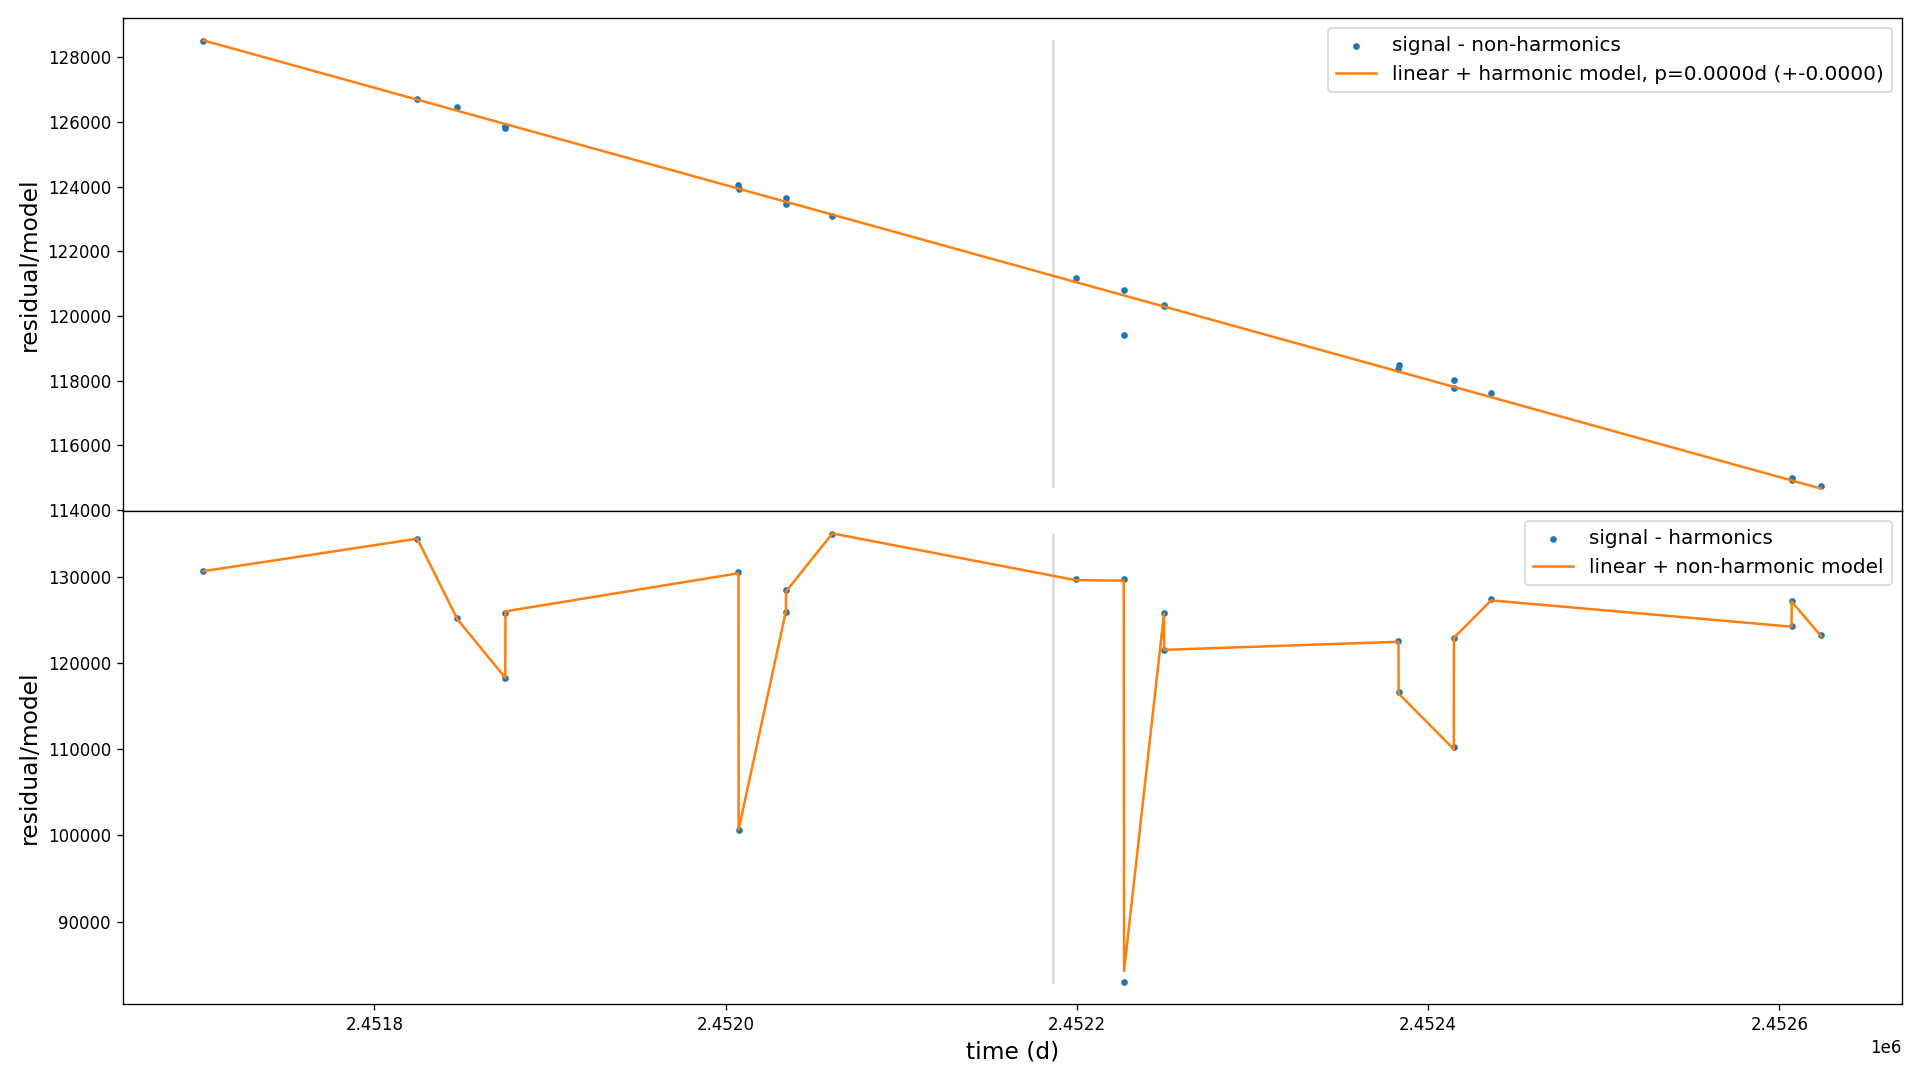 signal - non-harmonics
linear + harmonic model, p=0.0000d (+-0.0000)
residual/model
128000
126000
124000
122000
120000
118000
116000
114000
signal - harmonics
linear + non-harmonic model
residual/model
130000
120000
110000
100000
90000
2.4518
2.4520
2.4522
2.4524
2.4526
1e6
time (d)